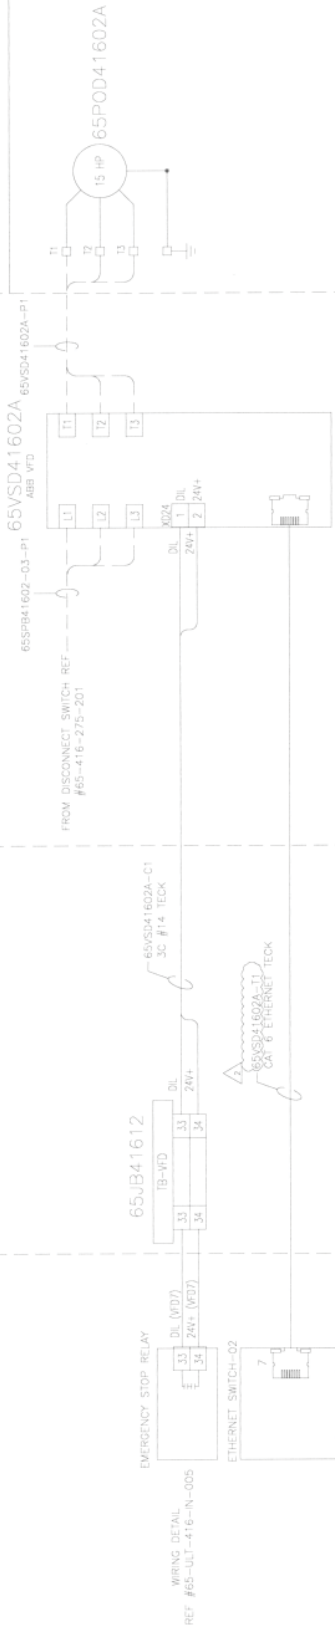 WIRING DETAIL
REF #65-ULT-416-IN-005
EMERGENCY STOP RELAY
33
34
DIL (VFD7)
24V+ (VFD7)
ETHERNET SWITCH-02
7
65JB41612
TB-VFD
33
34
33
34
DIL
24V+
65VSD41602A-C1
3C #14 TECK
2
65VSD41602A-T1
CAT 6 ETHERNET TECK
FROM DISCONNECT SWITCH REF
#65-416-275-201
65SPB41602-03-P1
65VSD41602A
ABB VFD
L1
L2
L3
T1
T2
T3
DIL
24V+
X024
1
2
DIL
24V+
65VSD41602A-P1
T1
T2
T3
15 HP
65POD41602A